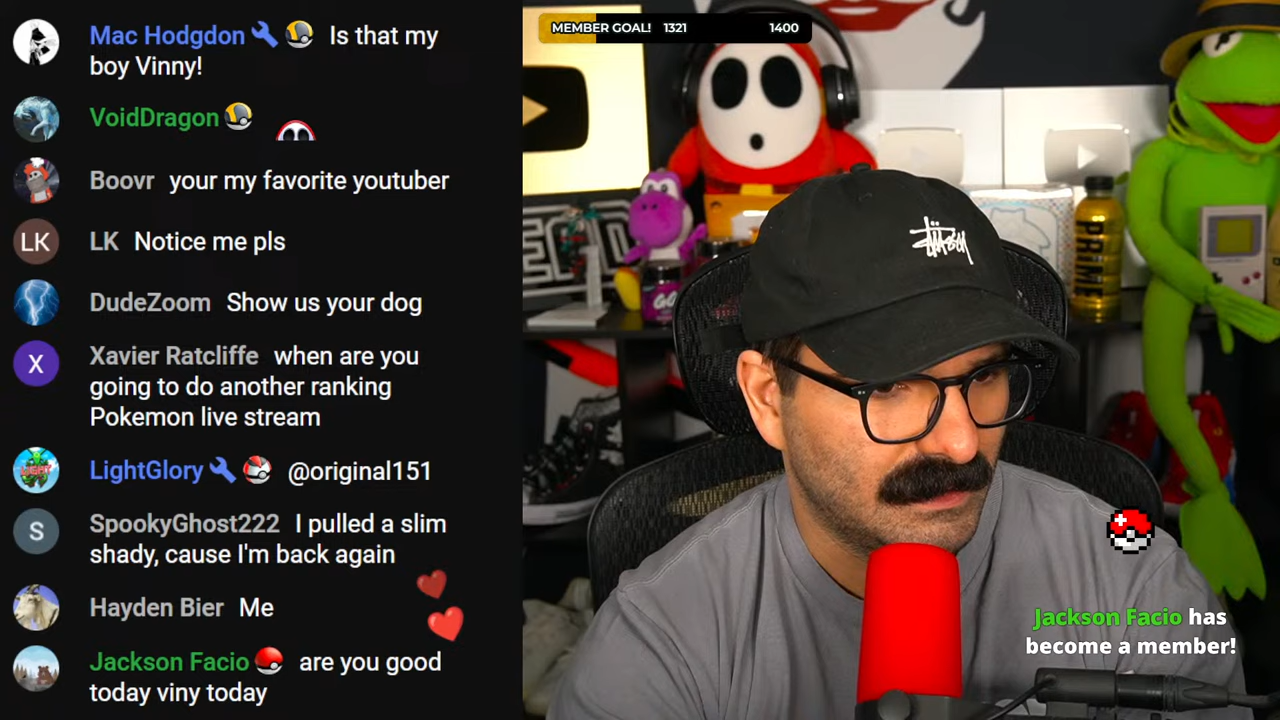 Mac Hodgdon Is that my
boy Vinny!
VoidDragon
Boovr your my favorite youtuber
LK LK Notice me pls
DudeZoom Show us your dog
X Xavier Ratcliffe when are you
going to do another ranking
Pokemon live stream
LightGlory @original151
S SpookyGhost222 I pulled a slim
shady, cause I'm back again
Hayden Bier Me
Jackson Facio are you good
today viny today
MEMBER GOAL! 1321 1400
Stüssy
PRIME
Jackson Facio has
become a member!